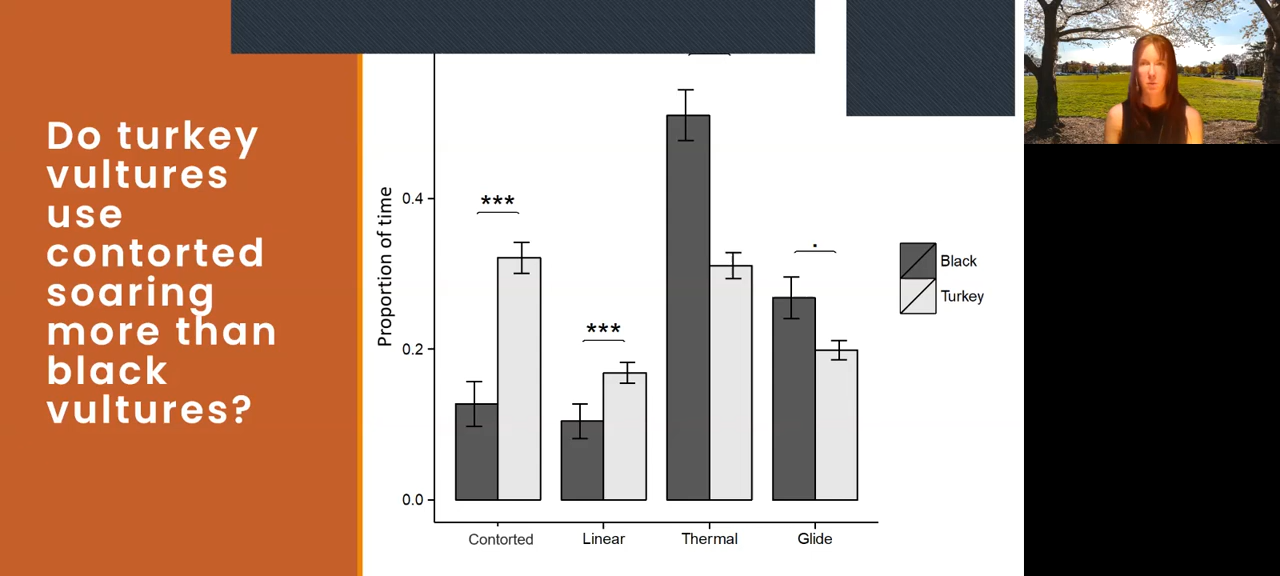 Do turkey
vultures
use
contorted
soaring
more than
black
vultures?
Proportion of time
0.4
0.2
0.0
***
***
.
Contorted
Linear
Thermal
Glide
Black
Turkey